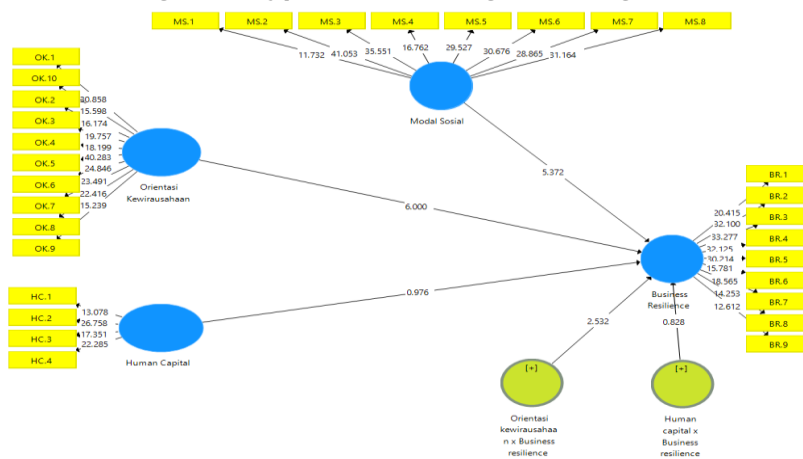 MS.1
MS.2
MS.3
MS.4
MS.5
MS.6
MS.7
MS.8
11.732
41.053
35.551
16.762
29.527
30.676
28.865
31.164
Modal Sosial
OK.1
OK.10
OK.2
OK.3
OK.4
OK.5
OK.6
OK.7
OK.8
OK.9
15.598
16.174
19.757
18.199
40.283
24.846
23.491
22.416
15.239
Orientasi
Kewirausahaan
5.372
6.000
0.976
BR.1
BR.2
BR.3
BR.4
BR.5
BR.6
BR.7
BR.8
BR.9
20.415
32.100
33.277
32.125
30.214
15.781
18.565
14.253
12.612
Business
Resilience
HC.1
HC.2
HC.3
HC.4
13.078
26.758
17.351
22.285
Human Capital
2.532
0.828
[+]
Orientasi
kewirausahaa
n x Business
resilience
[+]
Human
capital x
Business
resilience